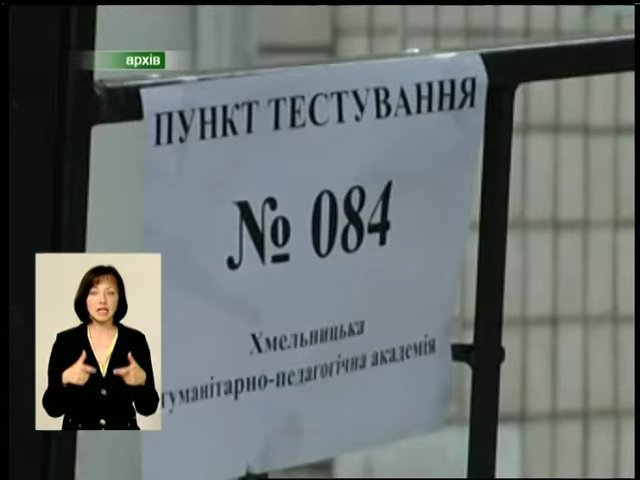 архів
ПУНКТ ТЕСТУВАННЯ
№ 084
Хмельницька
гуманітарно-педагогічна академія